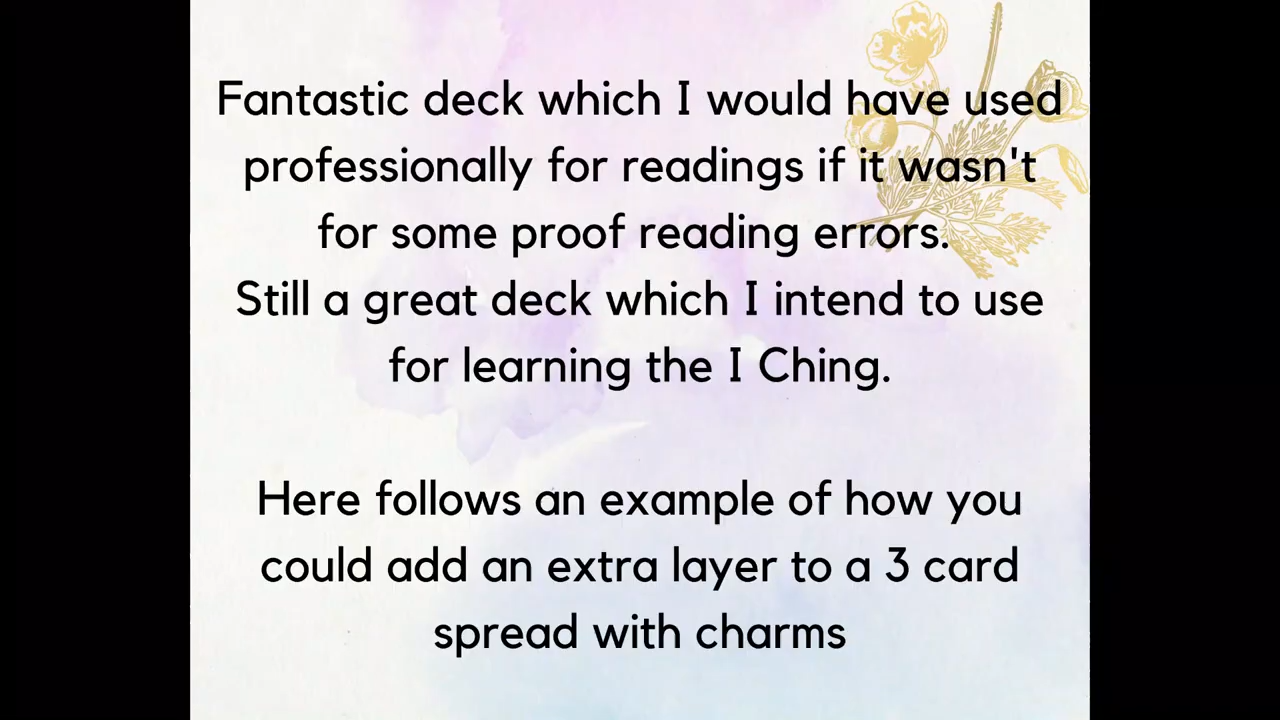 Fantastic deck which I would have used
professionally for readings if it wasn't
for some proof reading errors.
Still a great deck which I intend to use
for learning the I Ching.
Here follows an example of how you
could add an extra layer to a 3 card
spread with charms